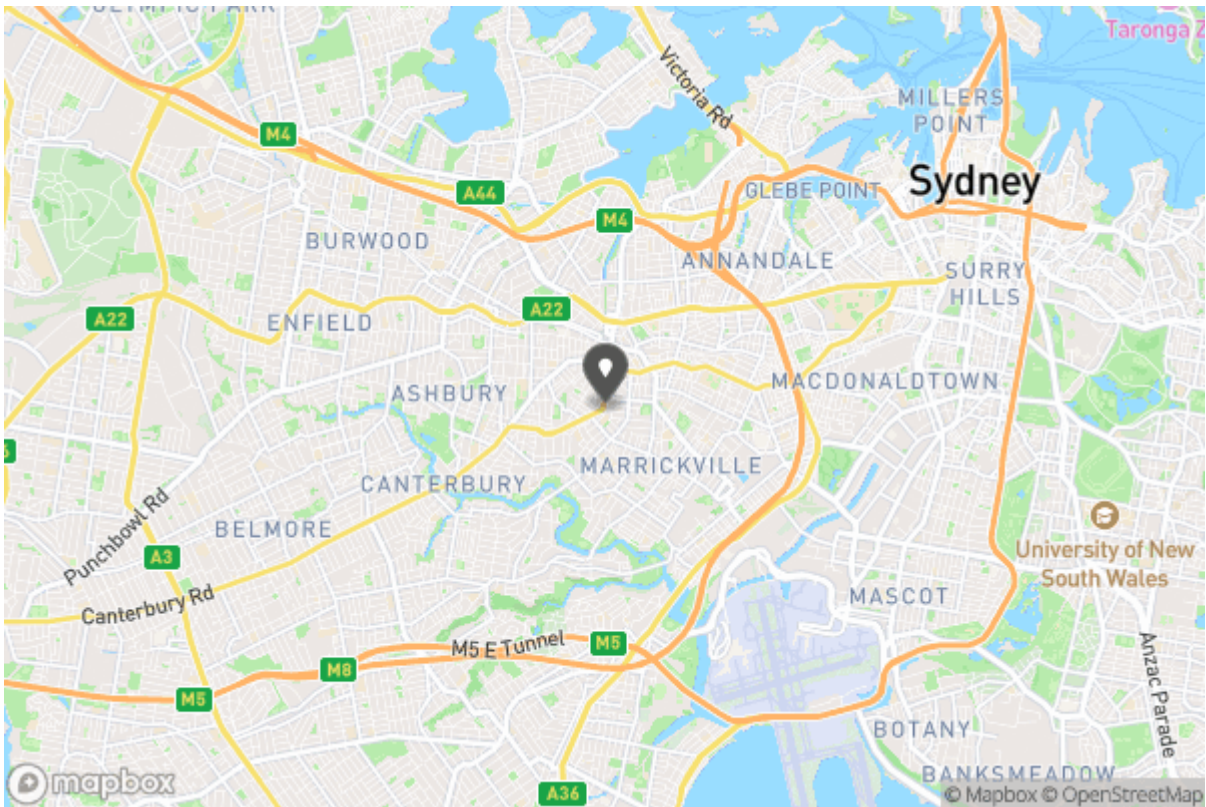 OLYMPIC PARK
Taronga Z
Victoria Rd
MILLERS
POINT
M4
A44
GLEBE POINT
Sydney
M4
BURWOOD
ANNANDALE
SURRY
HILLS
A22
A22
ENFIELD
ASHBURY
MACDONALDTOWN
MARRICKVILLE
CANTERBURY
Punchbowl Rd
BELMORE
University of New
South Wales
A3
Canterbury Rd
MASCOT
M5 E Tunnel
M5
M8
M5
Anzac Parade
BOTANY
BANKSMEADOW
mapbox
A36
© Mapbox © OpenStreetMap